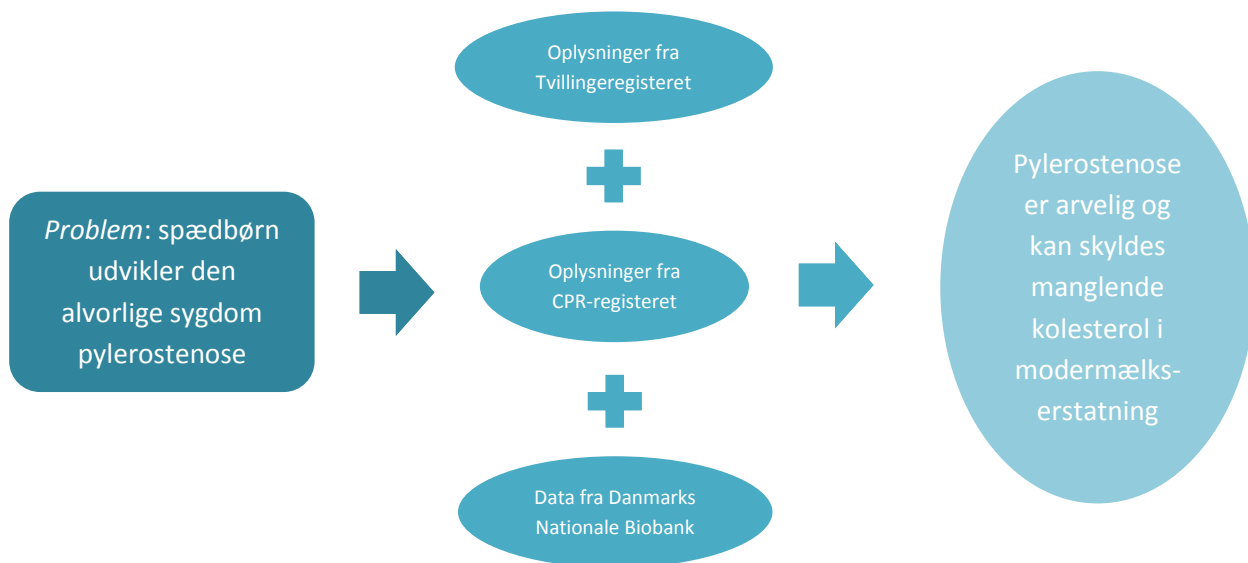 Problem: spædbørn
udvikler den
alvorlige sygdom
pylerostenose
Oplysninger fra
Tvillingeregisteret
Oplysninger fra
CPR-registeret
Data fra Danmarks
Nationale Biobank
Pylerostenose
er arvelig og
kan skyldes
manglende
kolesterol i
modermælks-
erstatning